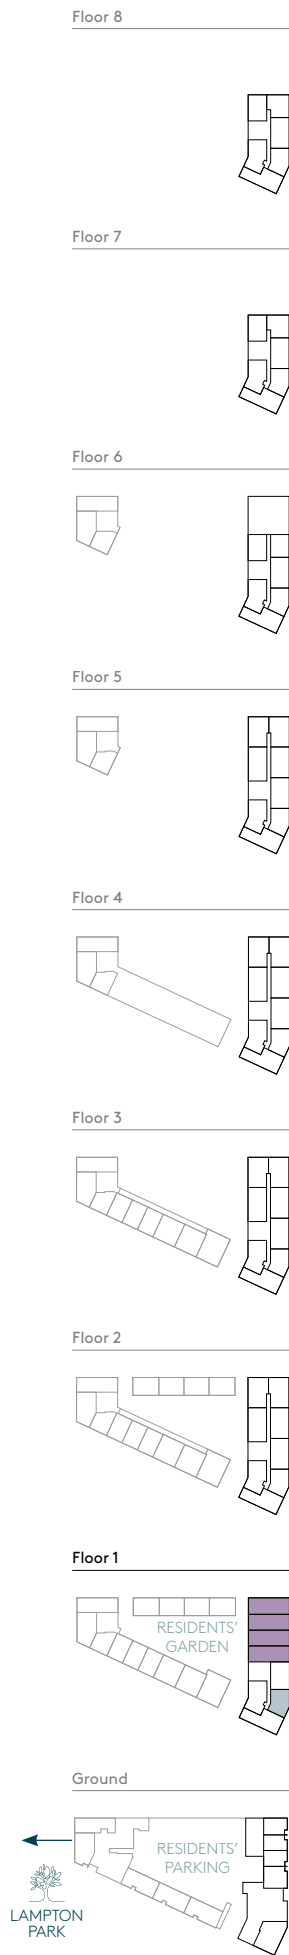 Floor 8
Floor 7
Floor 6
Floor 5
Floor 4
Floor 3
Floor 2
Floor 1
RESIDENTS'
GARDEN
Ground
RESIDENTS'
PARKING
LAMPTON
PARK